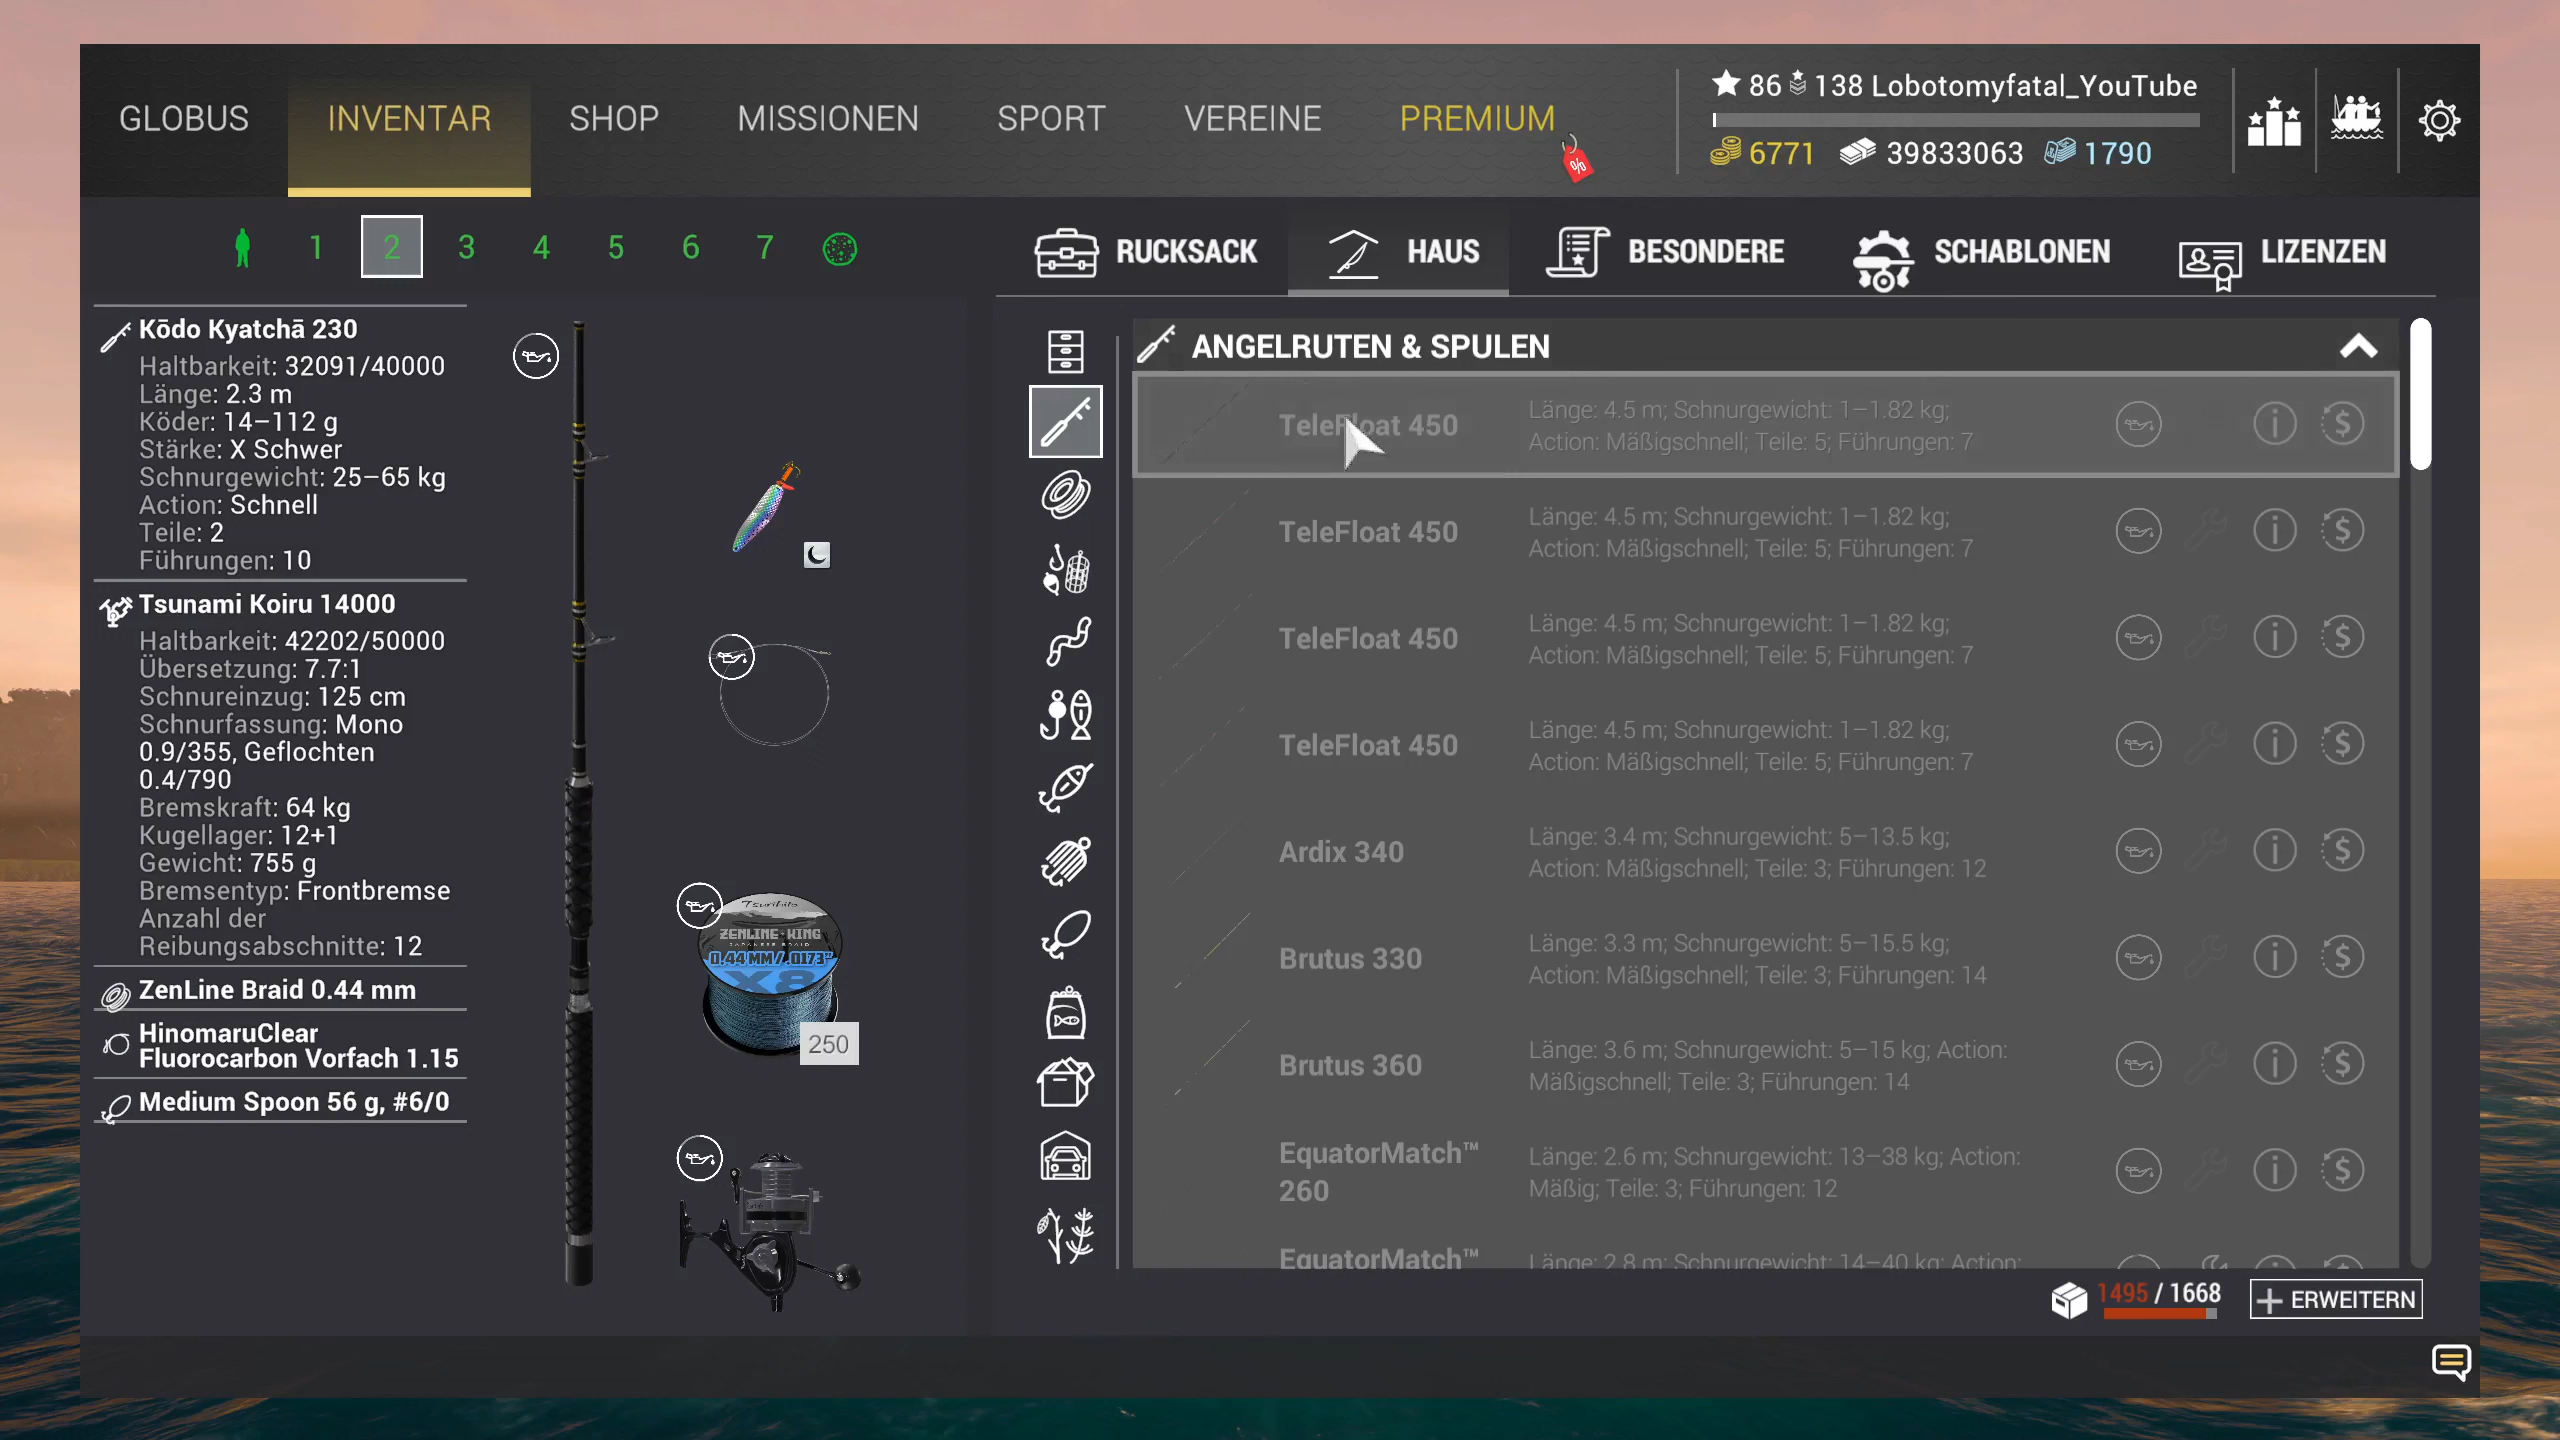 GLOBUS
INVENTAR
SHOP
MISSIONEN
SPORT
VEREINE
PREMIUM
%
86 138 Lobotomyfatal_YouTube
6771 39833063 1790
1 2 3 4 5 6 7
RUCKSACK
HAUS
BESONDERE
SCHABLONEN
LIZENZEN
Kōdo Kyatchā 230
Haltbarkeit: 32091/40000
Länge: 2.3 m
Köder: 14–112 g
Stärke: X Schwer
Schnurgewicht: 25–65 kg
Action: Schnell
Teile: 2
Führungen: 10
Tsunami Koiru 14000
Haltbarkeit: 42202/50000
Übersetzung: 7.7:1
Schnureinzug: 125 cm
Schnurfassung: Mono
0.9/355, Geflochten
0.4/790
Bremskraft: 64 kg
Kugellager: 12+1
Gewicht: 755 g
Bremsentyp: Frontbremse
Anzahl der
Reibungsabschnitte: 12
ZenLine Braid 0.44 mm
HinomaruClear
Fluorocarbon Vorfach 1.15
Medium Spoon 56 g, #6/0
ZENLINE KING
JAPANESE BRAID
0.44 MM/.0173"
X8
250
ANGELRUTEN & SPULEN
TeleFloat 450
Länge: 4.5 m; Schnurgewicht: 1–1.82 kg;
Action: Mäßigschnell; Teile: 5; Führungen: 7
TeleFloat 450
Länge: 4.5 m; Schnurgewicht: 1–1.82 kg;
Action: Mäßigschnell; Teile: 5; Führungen: 7
TeleFloat 450
Länge: 4.5 m; Schnurgewicht: 1–1.82 kg;
Action: Mäßigschnell; Teile: 5; Führungen: 7
TeleFloat 450
Länge: 4.5 m; Schnurgewicht: 1–1.82 kg;
Action: Mäßigschnell; Teile: 5; Führungen: 7
Ardix 340
Länge: 3.4 m; Schnurgewicht: 5–13.5 kg;
Action: Mäßigschnell; Teile: 3; Führungen: 12
Brutus 330
Länge: 3.3 m; Schnurgewicht: 5–15.5 kg;
Action: Mäßigschnell; Teile: 3; Führungen: 14
Brutus 360
Länge: 3.6 m; Schnurgewicht: 5–15 kg; Action:
Mäßigschnell; Teile: 3; Führungen: 14
EquatorMatch™
260
Länge: 2.6 m; Schnurgewicht: 13–38 kg; Action:
Mäßig; Teile: 3; Führungen: 12
EquatorMatch™
Länge: 2.8 m; Schnurgewicht: 14–40 kg; Action:
1495 / 1668
ERWEITERN